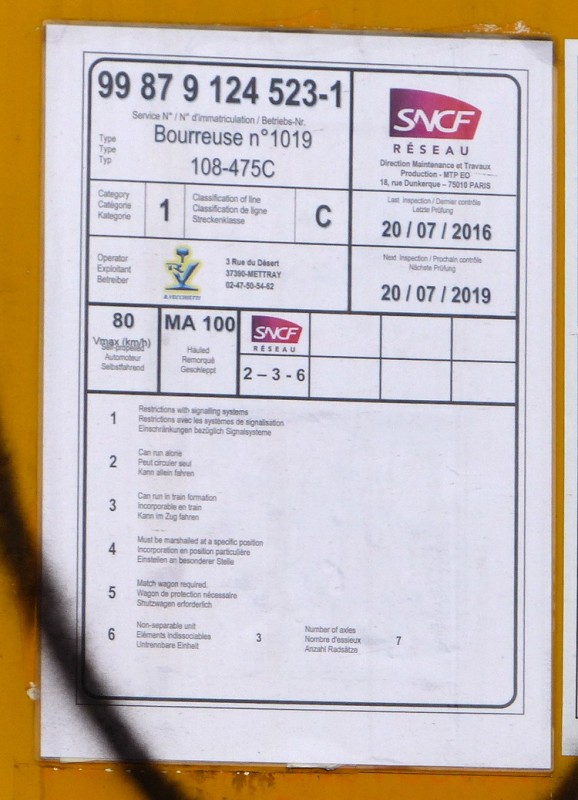 99 87 9 124 523-1
Service N° / N° d'immatriculation / Betriebs-Nr.
Type
Type
Typ
Bourreuse n°1019
108-475C
SNCF
RÉSEAU
Direction Maintenance et Travaux
Production - MTP EO
18, rue Dunkerque – 75010 PARIS
Category
Catégorie
Kategorie
1
Classification of line
Classification de ligne
Streckenklasse
C
Last inspection / Dernier contrôle
Letzte Prüfung
20 / 07 / 2016
Operator
Exploitant
Betreiber
3 Rue du Désert
37390-METTRAY
02-47-50-54-62
Next Inspection / Prochain contrôle
Nächste Prüfung
20 / 07 / 2019
80
Vmax (km/h)
Self-propelled
Automoteur
Selbstfahrend
MA 100
Hauled
Remorqué
Geschleppt
SNCF
RÉSEAU
2 – 3 - 6
1
Restrictions with signalling systems
Restrictions avec les systèmes de signalisation
Einschränkungen bezüglich Signalsysteme
2
Can run alone
Peut circuler seul
Kann allein fahren
3
Can run in train formation
Incorporable en train
Kann im Zug fahren
4
Must be marshalled at a specific position
Incorporation en position particulière
Einstellen an besonderer Stelle
5
Match wagon required.
Wagon de protection nécessaire
Shutzwagen erforderlich
6
Non-separable unit
Eléments indissociables
Untrennbare Einheit
3
Number of axles
Nombre d'essieux
Anzahl Radsätze
7